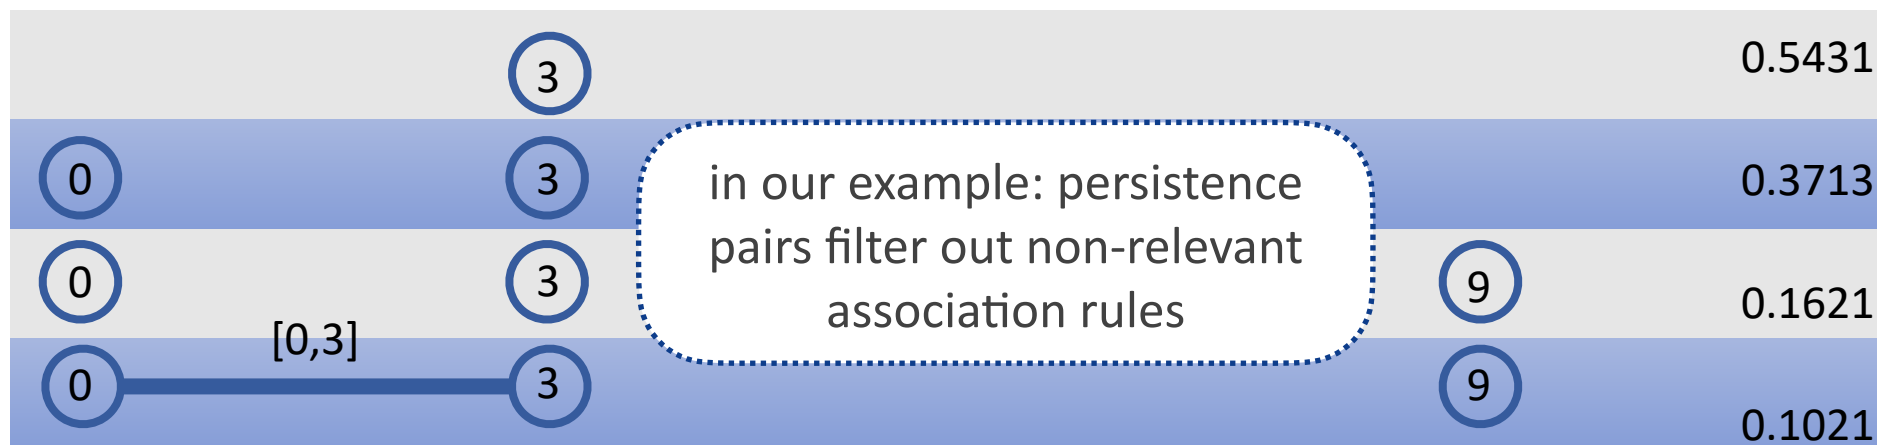 3 0.5431
0 3 0.3713
in our example: persistence
pairs filter out non-relevant
association rules
0 3 9 0.1621
[0,3]
0 3 9 0.1021